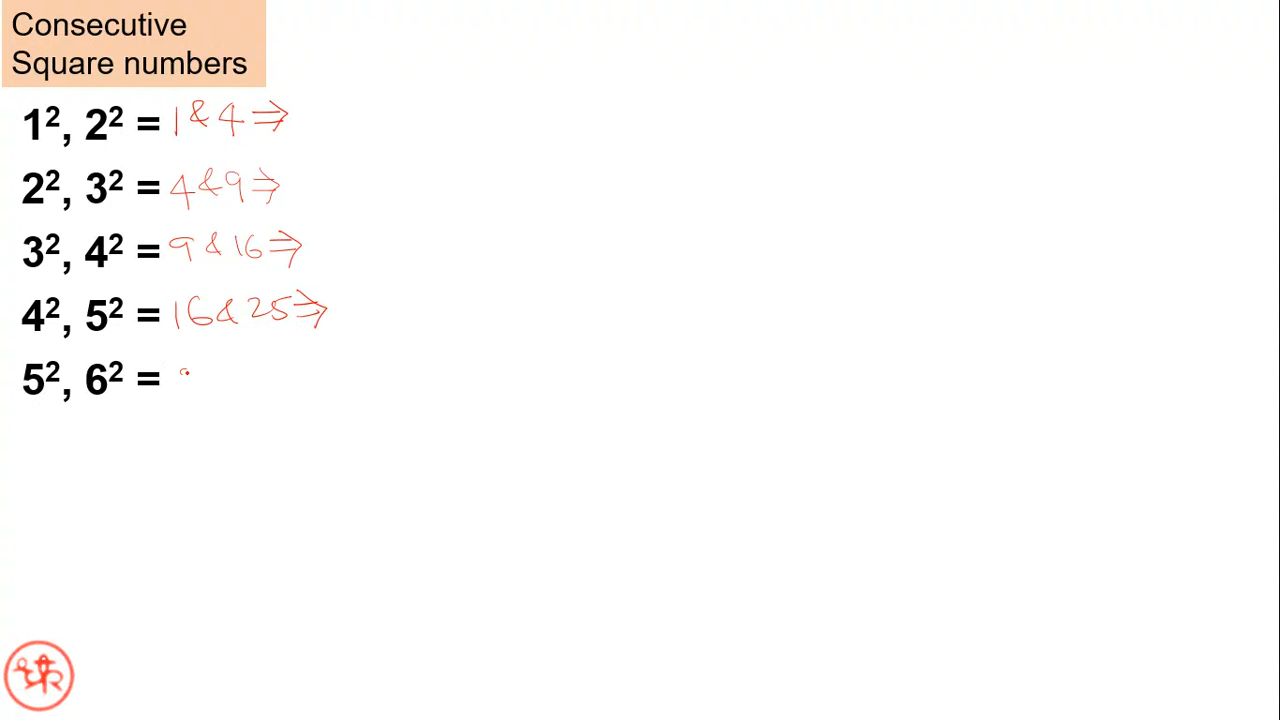 Consecutive
Square numbers
1², 2² = 1 & 4 ⇒
2², 3² = 4 & 9 ⇒
3², 4² = 9 & 16 ⇒
4², 5² = 16 & 25 ⇒
5², 6² =